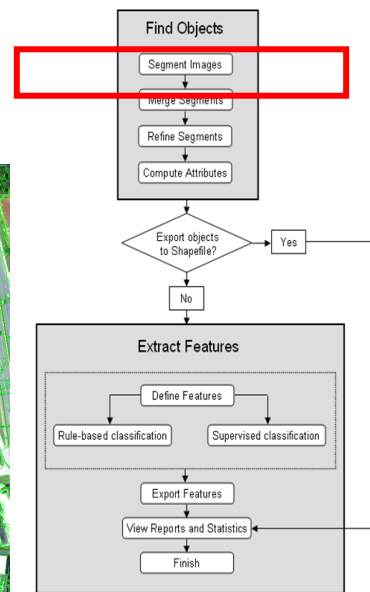 Find Objects
Segment Images
Merge Segments
Refine Segments
Compute Attributes
Export objects
to Shapefile?
Yes
No
Extract Features
Define Features
Rule-based classification
Supervised classification
Export Features
View Reports and Statistics
Finish